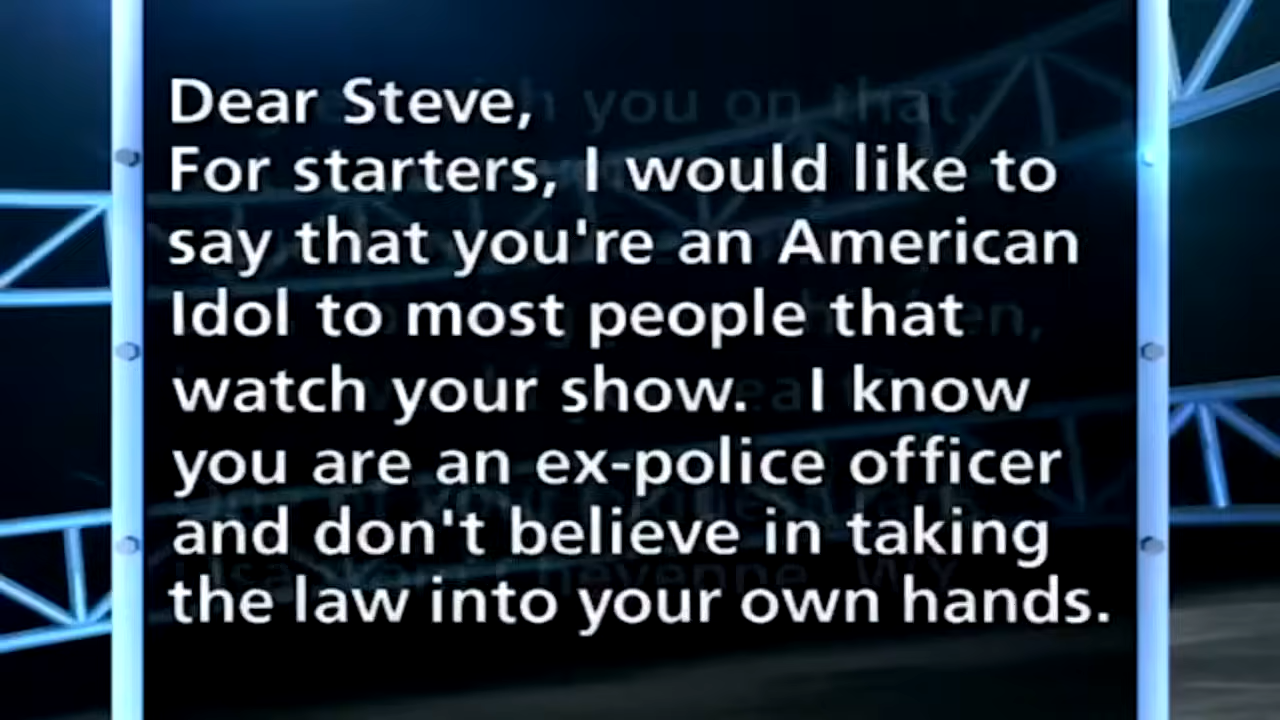 Dear Steve,
For starters, I would like to
say that you're an American
Idol to most people that
watch your show.  I know
you are an ex-police officer
and don't believe in taking
the law into your own hands.